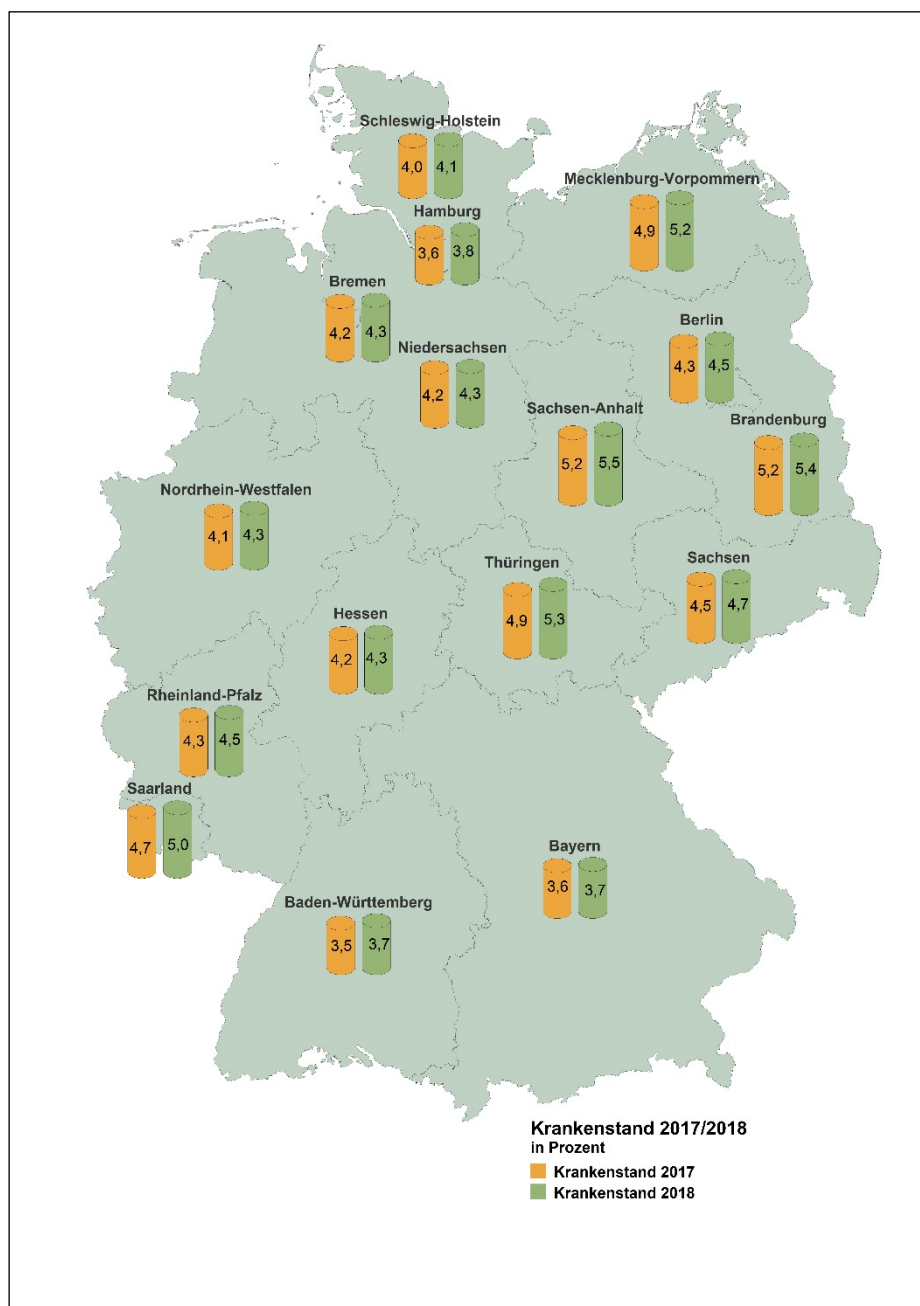 Schleswig-Holstein
4,0 4,1
Mecklenburg-Vorpommern
4,9 5,2
Hamburg
3,6 3,8
Bremen
4,2 4,3
Berlin
4,3 4,5
Niedersachsen
4,2 4,3
Sachsen-Anhalt
5,2 5,5
Brandenburg
5,2 5,4
Nordrhein-Westfalen
4,1 4,3
Thüringen
4,9 5,3
Sachsen
4,5 4,7
Hessen
4,2 4,3
Rheinland-Pfalz
4,3 4,5
Saarland
4,7 5,0
Bayern
3,6 3,7
Baden-Württemberg
3,5 3,7
Krankenstand 2017/2018
in Prozent
Krankenstand 2017
Krankenstand 2018